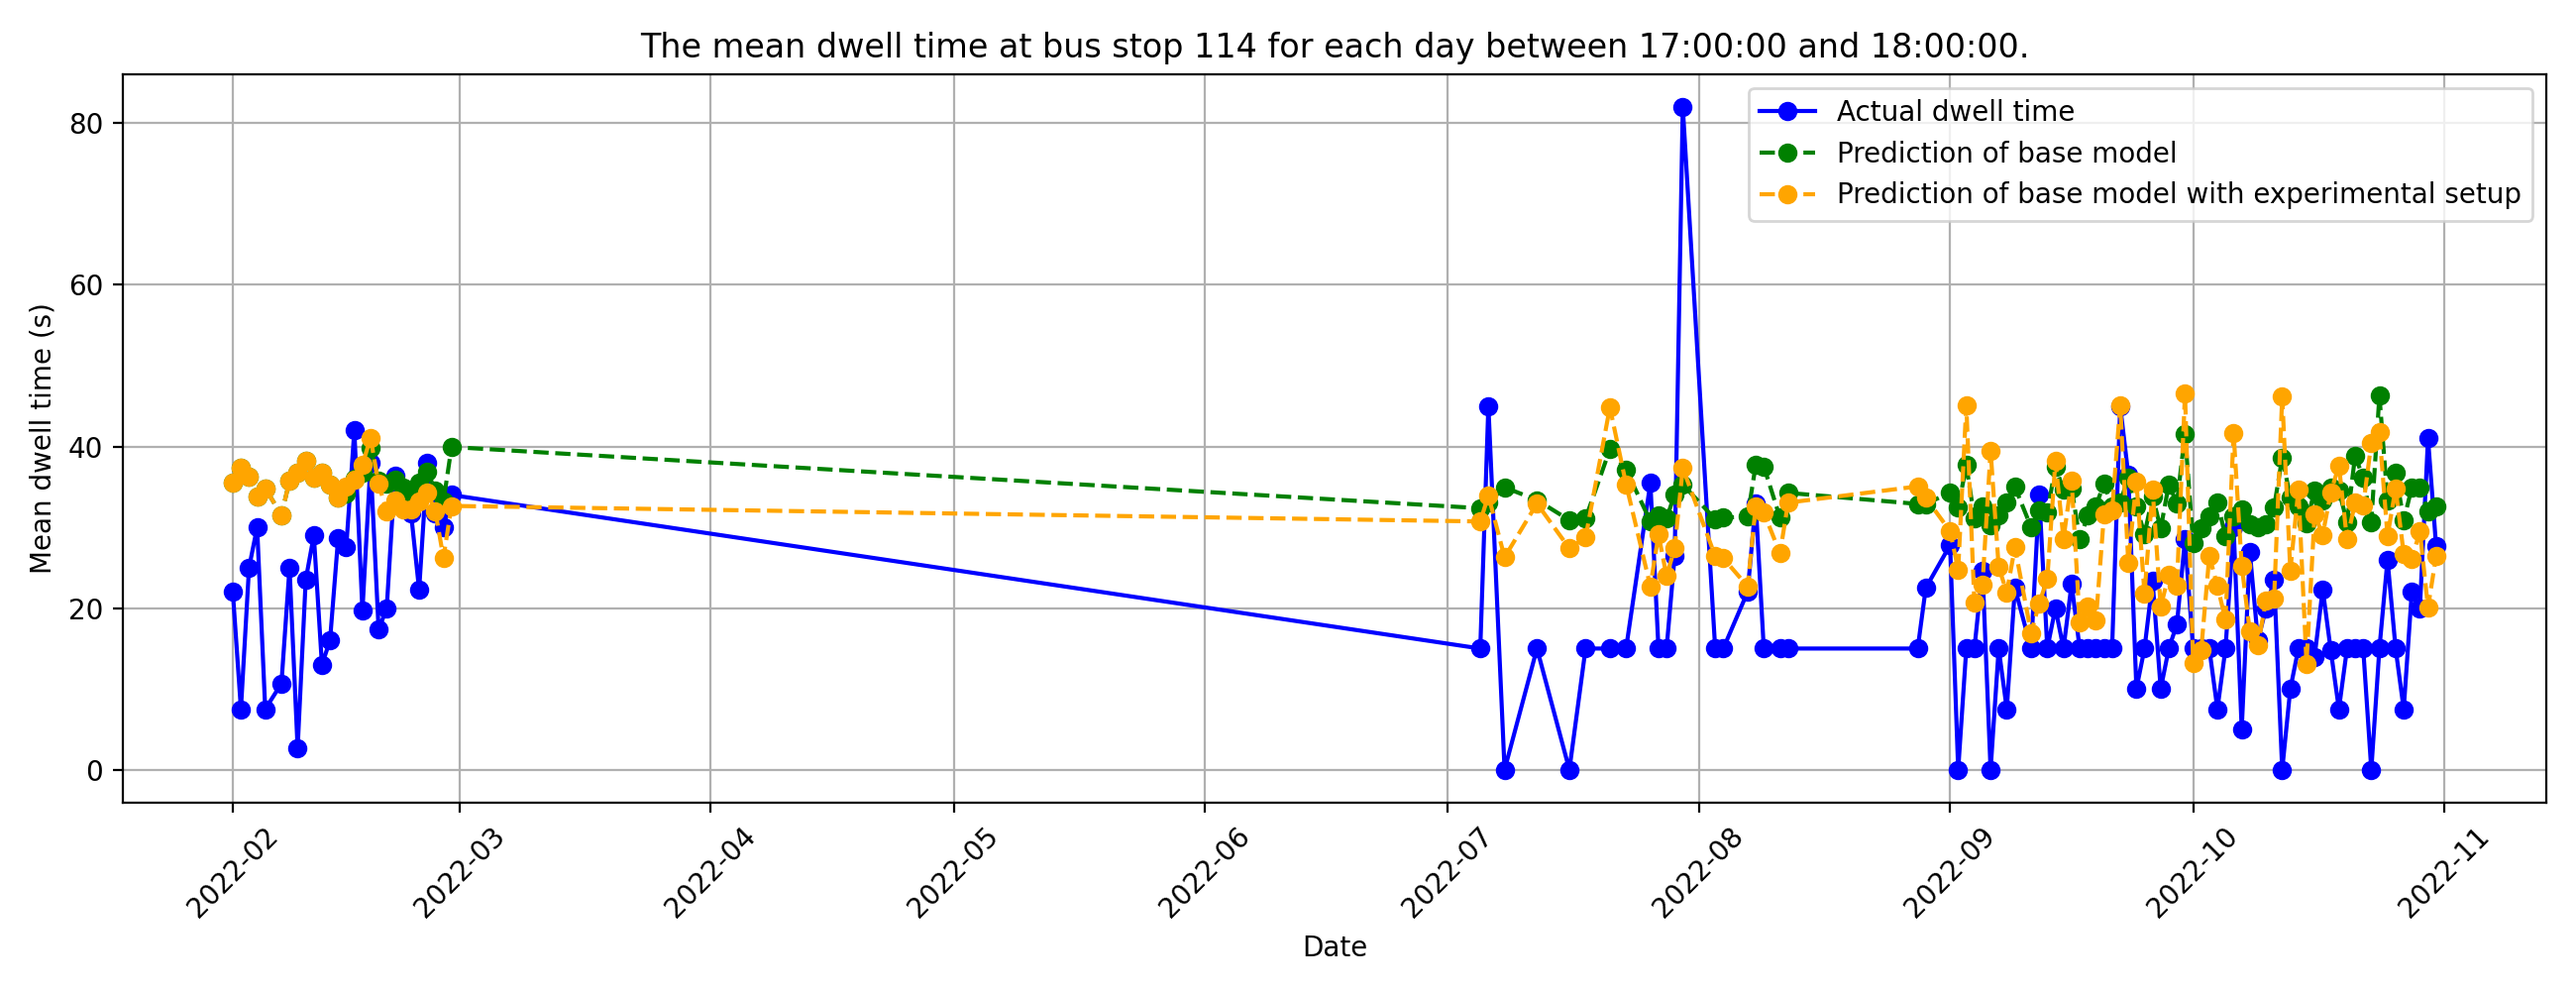 The mean dwell time at bus stop 114 for each day between 17:00:00 and 18:00:00.
Actual dwell time
Prediction of base model
Prediction of base model with experimental setup
Mean dwell time (s)
80
60
40
20
0
2022-02
2022-03
2022-04
2022-05
2022-06
2022-07
2022-08
2022-09
2022-10
2022-11
Date